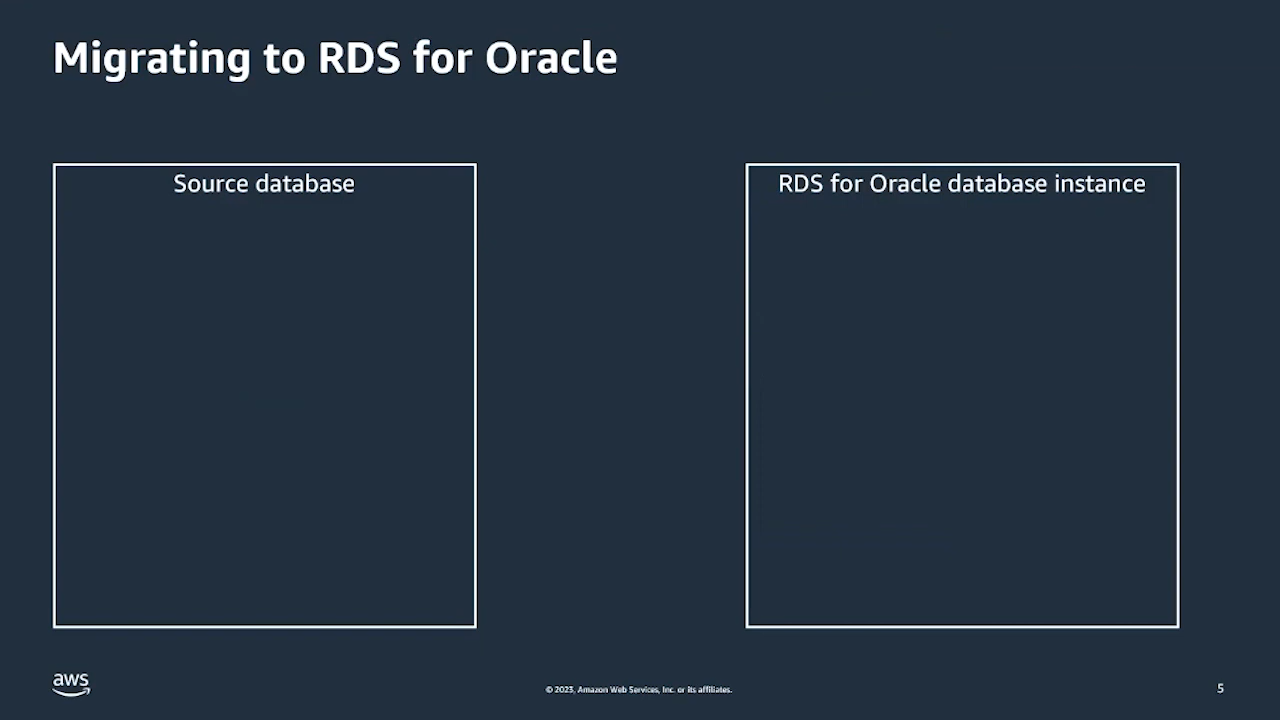 Migrating to RDS for Oracle
Source database
RDS for Oracle database instance
aws
© 2023, Amazon Web Services, Inc. or its affiliates.
5